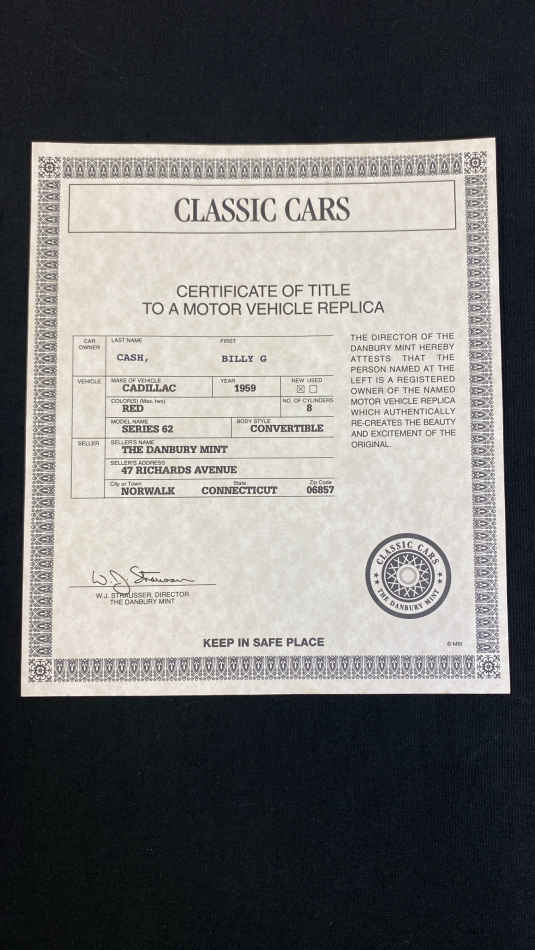 CLASSIC CARS
CERTIFICATE OF TITLE
TO A MOTOR VEHICLE REPLICA
CAR OWNER
LAST NAME FIRST
CASH, BILLY G
VEHICLE
MAKE OF VEHICLE YEAR NEW USED
CADILLAC 1959 ☒ ☐
COLOR(S) (Max. two) NO. OF CYLINDERS
RED 8
MODEL NAME BODY STYLE
SERIES 62 CONVERTIBLE
SELLER
SELLER'S NAME
THE DANBURY MINT
SELLER'S ADDRESS
47 RICHARDS AVENUE
City or Town State Zip Code
NORWALK CONNECTICUT 06857
THE DIRECTOR OF THE
DANBURY MINT HEREBY
ATTESTS THAT THE
PERSON NAMED AT THE
LEFT IS A REGISTERED
OWNER OF THE NAMED
MOTOR VEHICLE REPLICA
WHICH AUTHENTICALLY
RE-CREATES THE BEAUTY
AND EXCITEMENT OF THE
ORIGINAL.
W.J. Strausser
W.J. STRAUSSER, DIRECTOR
THE DANBURY MINT
CLASSIC CARS
THE DANBURY MINT
KEEP IN SAFE PLACE
© MBI